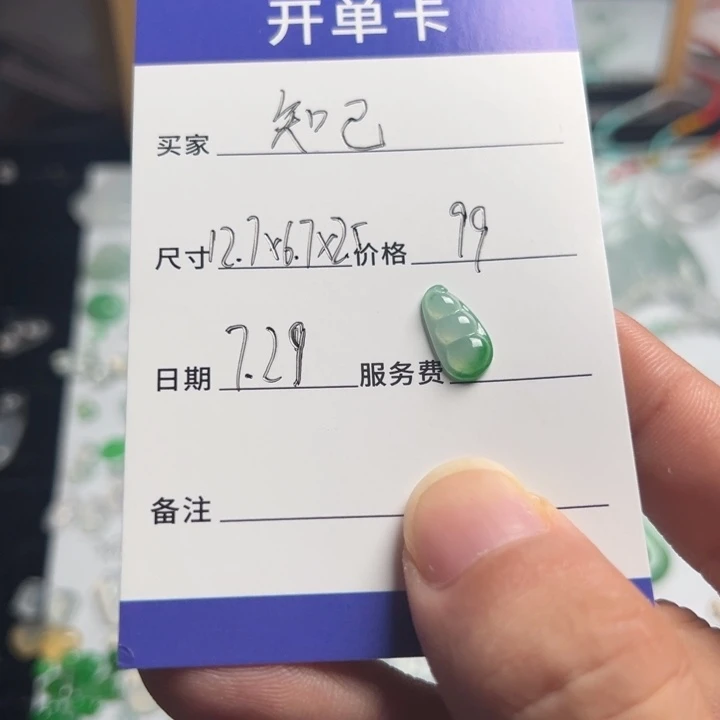 开单卡
买家 知己
尺寸 12.7x6.7x2.5 价格 99
日期 7.29 服务费
备注